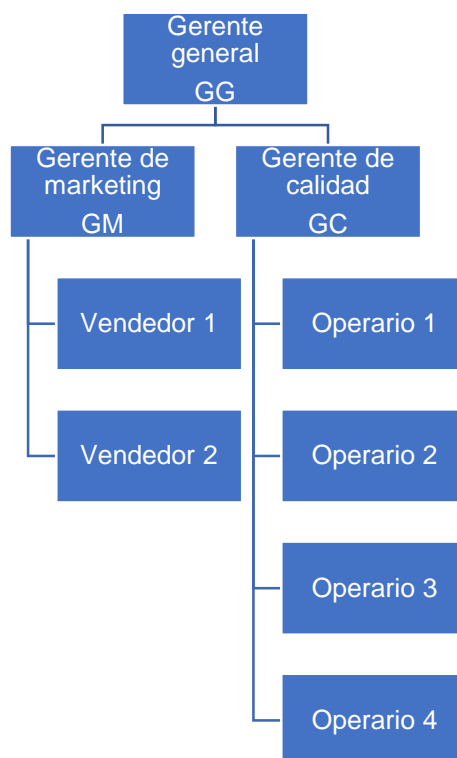 Gerente
general
GG
Gerente de
marketing
GM
Gerente de
calidad
GC
Vendedor 1
Operario 1
Vendedor 2
Operario 2
Operario 3
Operario 4